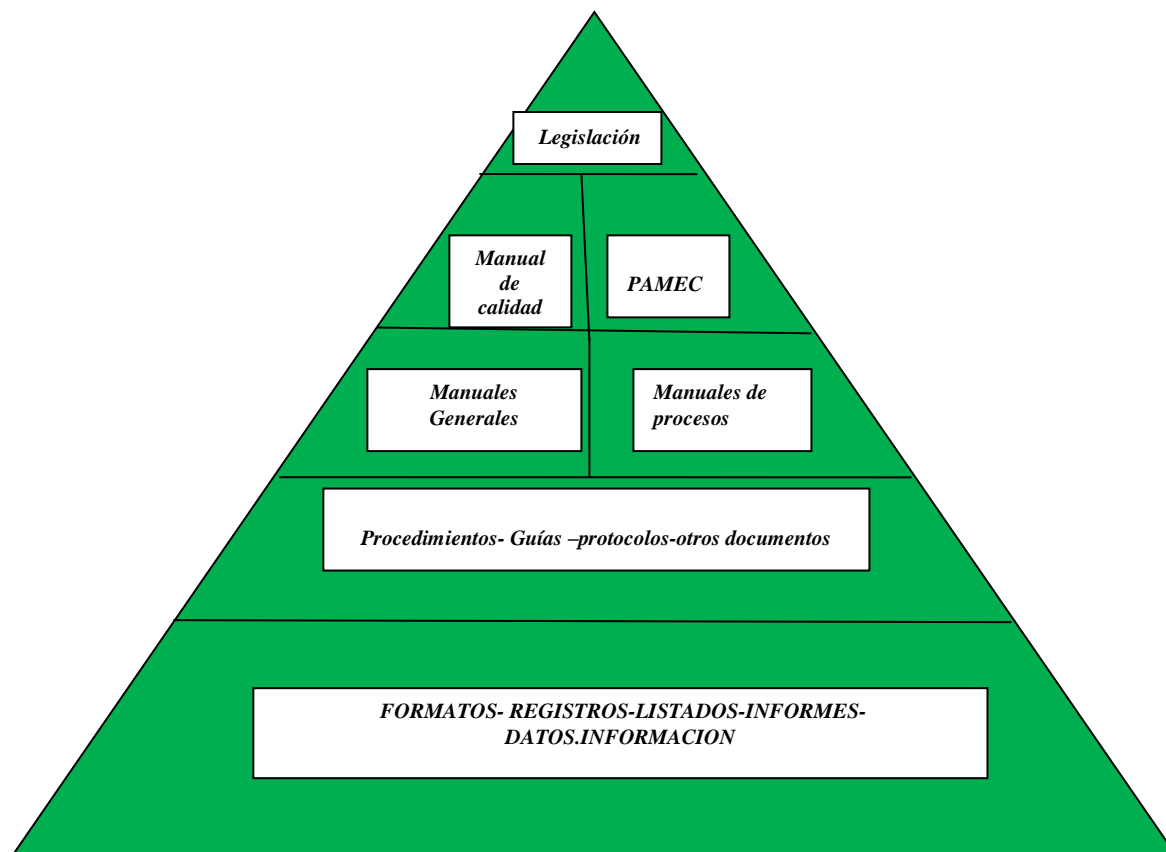 Legislación
Manual
de
calidad
PAMEC
Manuales
Generales
Manuales de
procesos
Procedimientos- Guías –protocolos-otros documentos
FORMATOS- REGISTROS-LISTADOS-INFORMES-
DATOS.INFORMACION